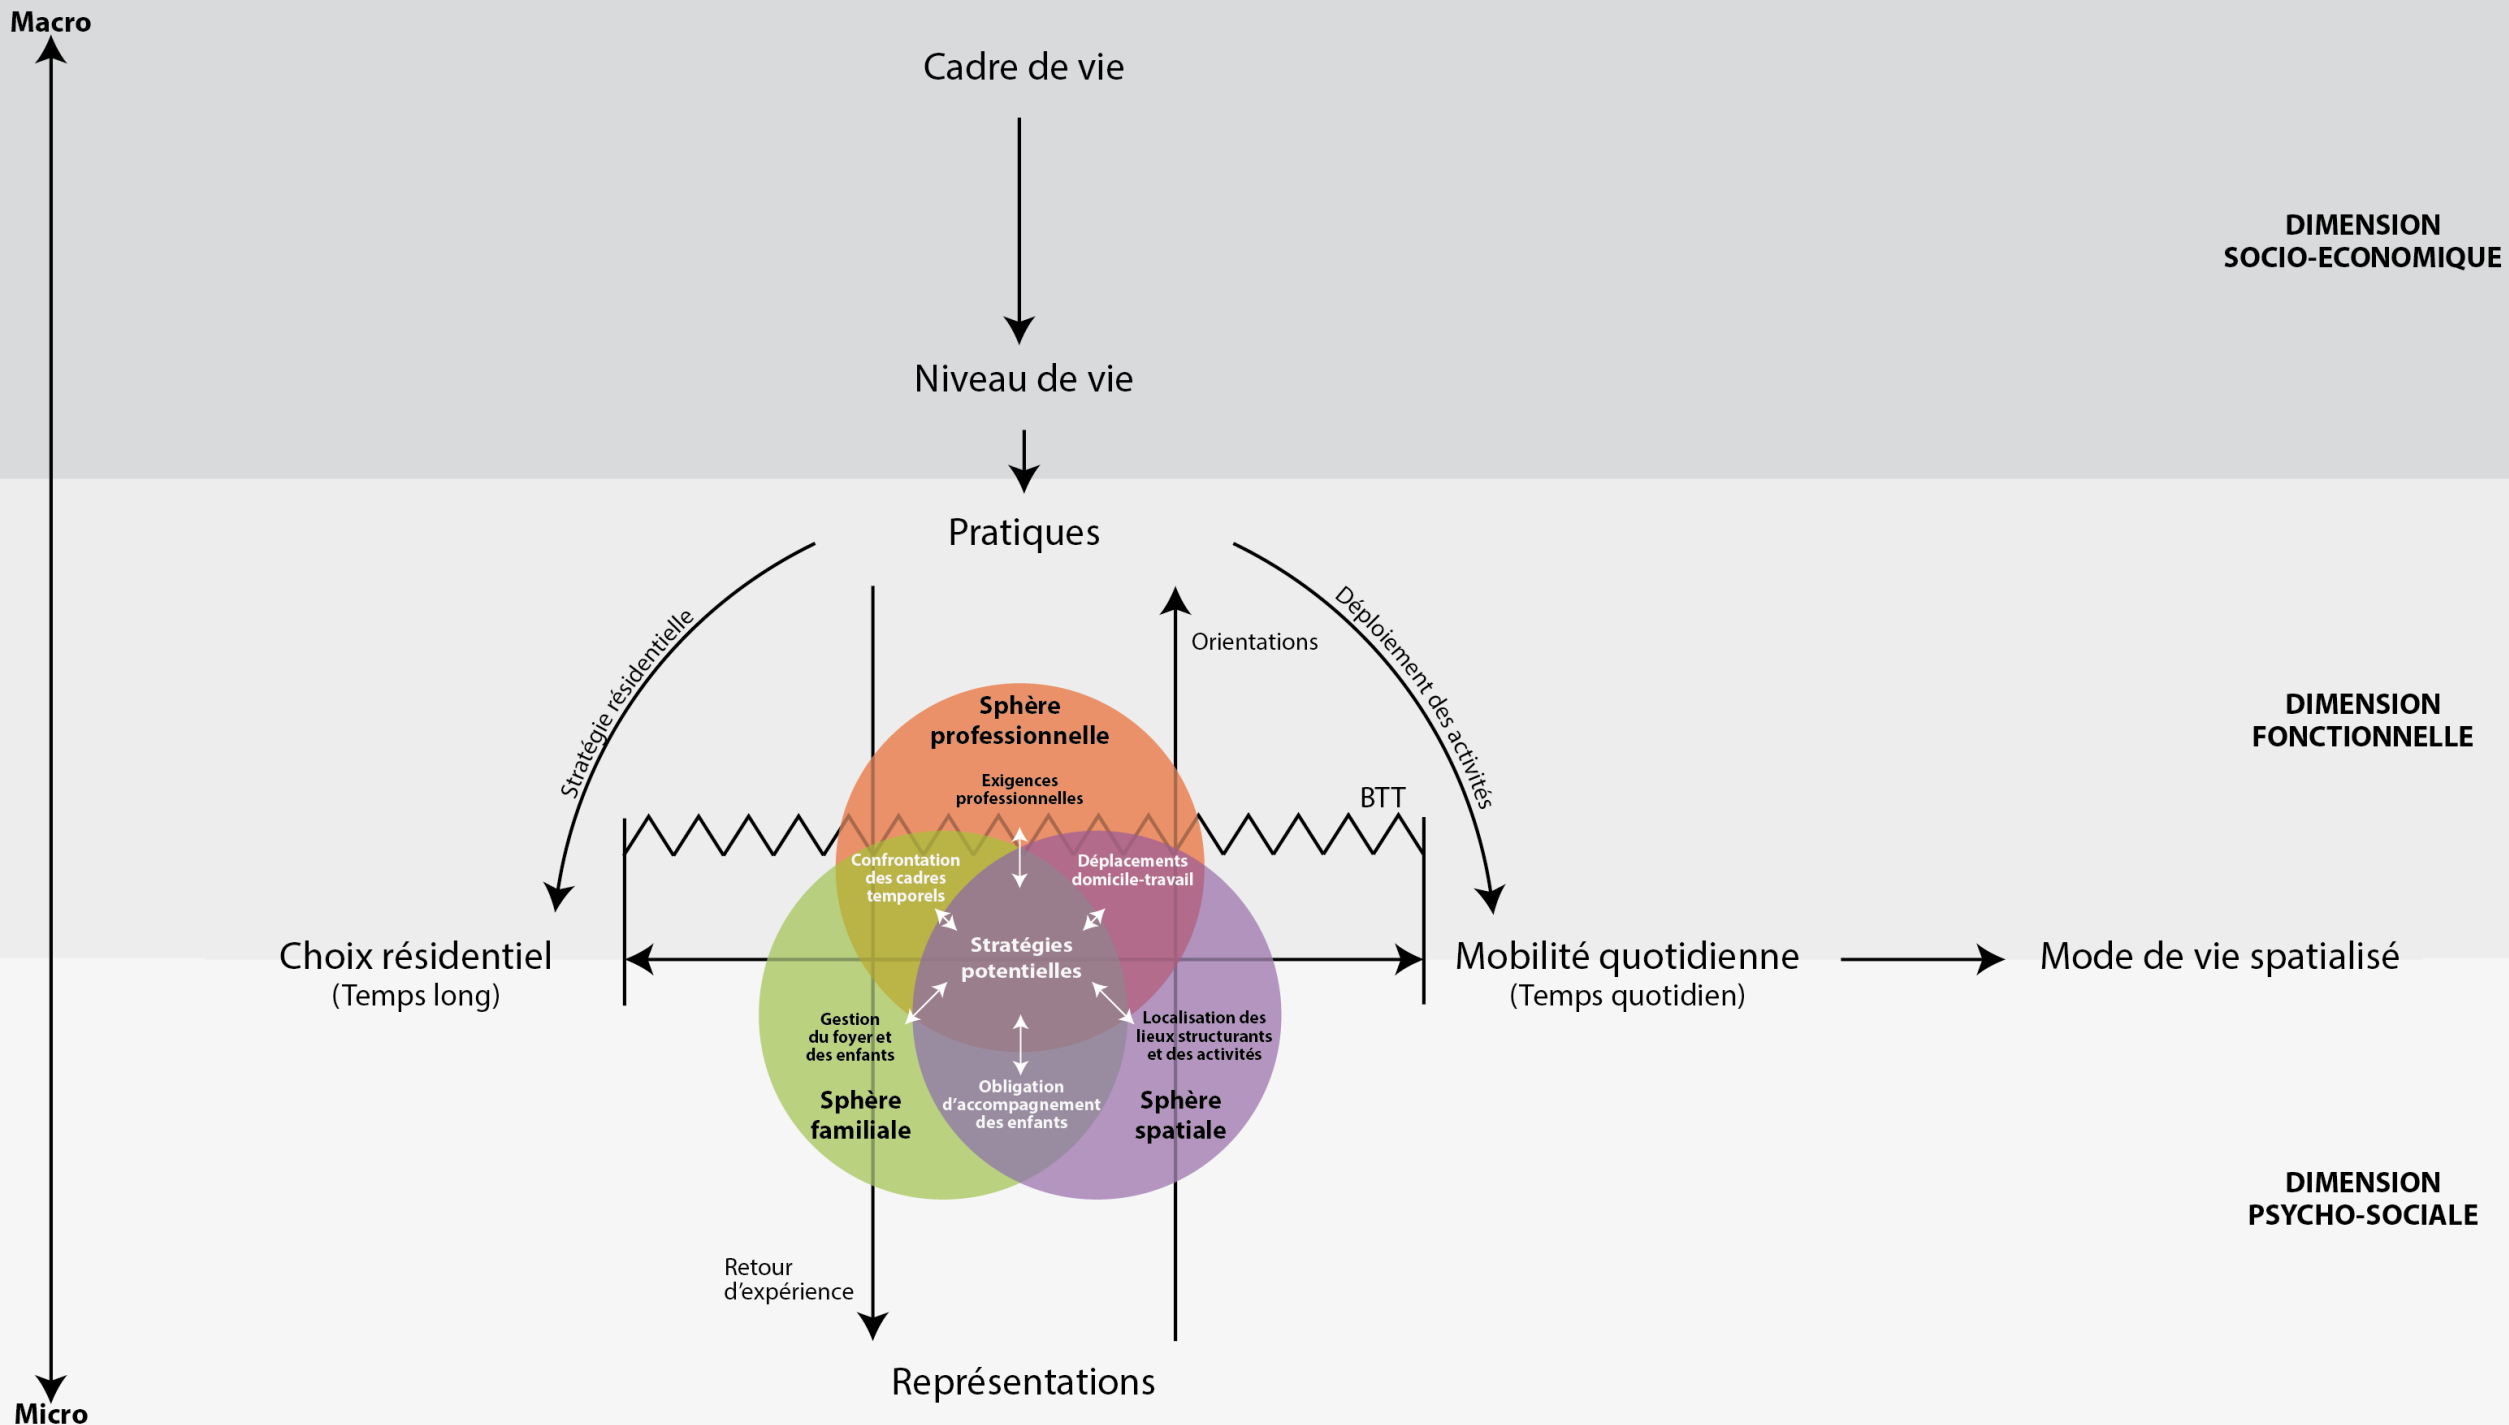 Macro
Cadre de vie
DIMENSION
SOCIO-ECONOMIQUE
Niveau de vie
Pratiques
Stratégie résidentielle
Déploiement des activités
Orientations
DIMENSION
FONCTIONNELLE
Sphère
professionnelle
Exigences
professionnelles
BTT
Confrontation
des cadres
temporels
Déplacements
domicile-travail
Stratégies
potentielles
Choix résidentiel
(Temps long)
Mobilité quotidienne
(Temps quotidien)
Mode de vie spatialisé
Gestion
du foyer et
des enfants
Localisation des
lieux structurants
et des activités
Sphère
familiale
Obligation
d’accompagnement
des enfants
Sphère
spatiale
DIMENSION
PSYCHO-SOCIALE
Retour
d’expérience
Représentations
Micro